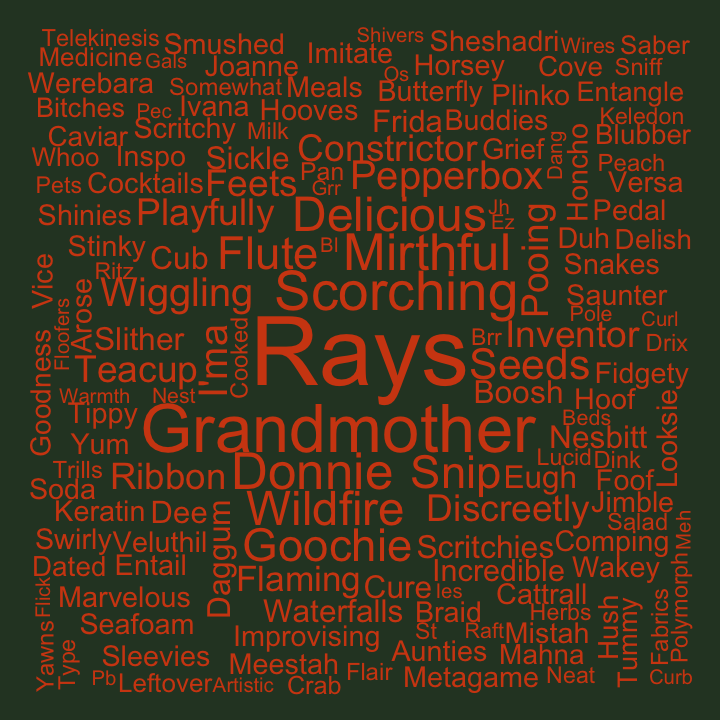 Telekinesis
Smushed
Shivers
Sheshadri
Wires
Saber
Medicine
Gals
Joanne
Imitate
Horsey
Cove
Sniff
Werebara
Somewhat
Meals
Os
Butterfly
Plinko
Entangle
Bitches
Pec
Ivana
Hooves
Frida
Buddies
Keledon
Blubber
Caviar
Scritchy
Milk
Constrictor
Grief
Dang
Honcho
Whoo
Inspo
Sickle
Pan
Pepperbox
Peach
Versa
Pets
Cocktails
Feets
Grr
Shinies
Playfully
Delicious
Jh
Ez
Pooing
Pedal
Stinky
Cub
Flute
Bl
Mirthful
Duh
Delish
Vice
Ritz
Snakes
Wiggling
Scorching
Saunter
Arose
Floofers
Pole
Curl
Slither
I'ma
Cooked
Rays
Brr
Inventor
Drix
Goodness
Teacup
Seeds
Fidgety
Warmth
Nest
Boosh
Hoof
Looksie
Tippy
Grandmother
Beds
Yum
Nesbitt
Trills
Ribbon
Donnie
Snip
Eugh
Lucid
Dink
Soda
Foof
Keratin
Dee
Wildfire
Discreetly
Jimble
Salad
Meh
Swirly
Veluthil
Daggum
Goochie
Scritchies
Comping
Dated
Entail
Flaming
Cure
Incredible
Wakey
Polymorph
Flick
Marvelous
Ies
Cattrall
Seafoam
Waterfalls
Braid
Herbs
Hush
Tummy
Fabrics
Improvising
St
Raft
Mistah
Yawns
Type
Sleevies
Meestah
Aunties
Mahna
Pb
Leftover
Artistic
Crab
Flair
Metagame
Neat
Curb